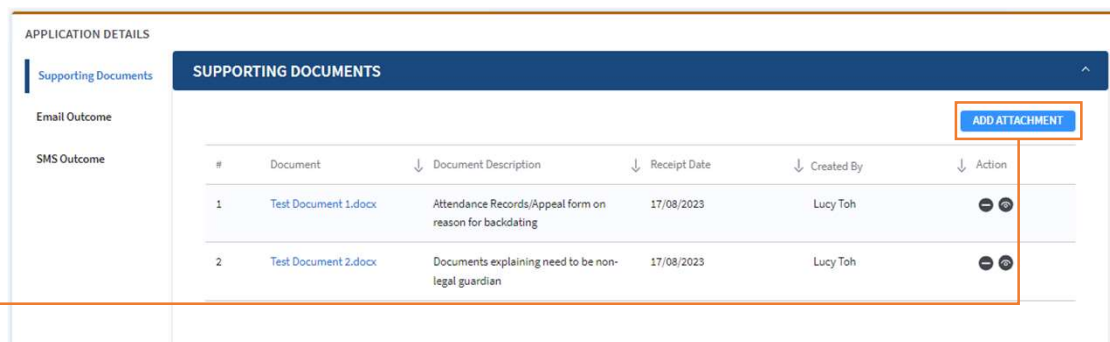 APPLICATION DETAILS
Supporting Documents
Email Outcome
SMS Outcome
SUPPORTING DOCUMENTS
ADD ATTACHMENT
# Document Document Description Receipt Date Created By Action
1 Test Document 1.docx Attendance Records/Appeal form on 17/08/2023 Lucy Toh
reason for backdating
2 Test Document 2.docx Documents explaining need to be non- 17/08/2023 Lucy Toh
legal guardian